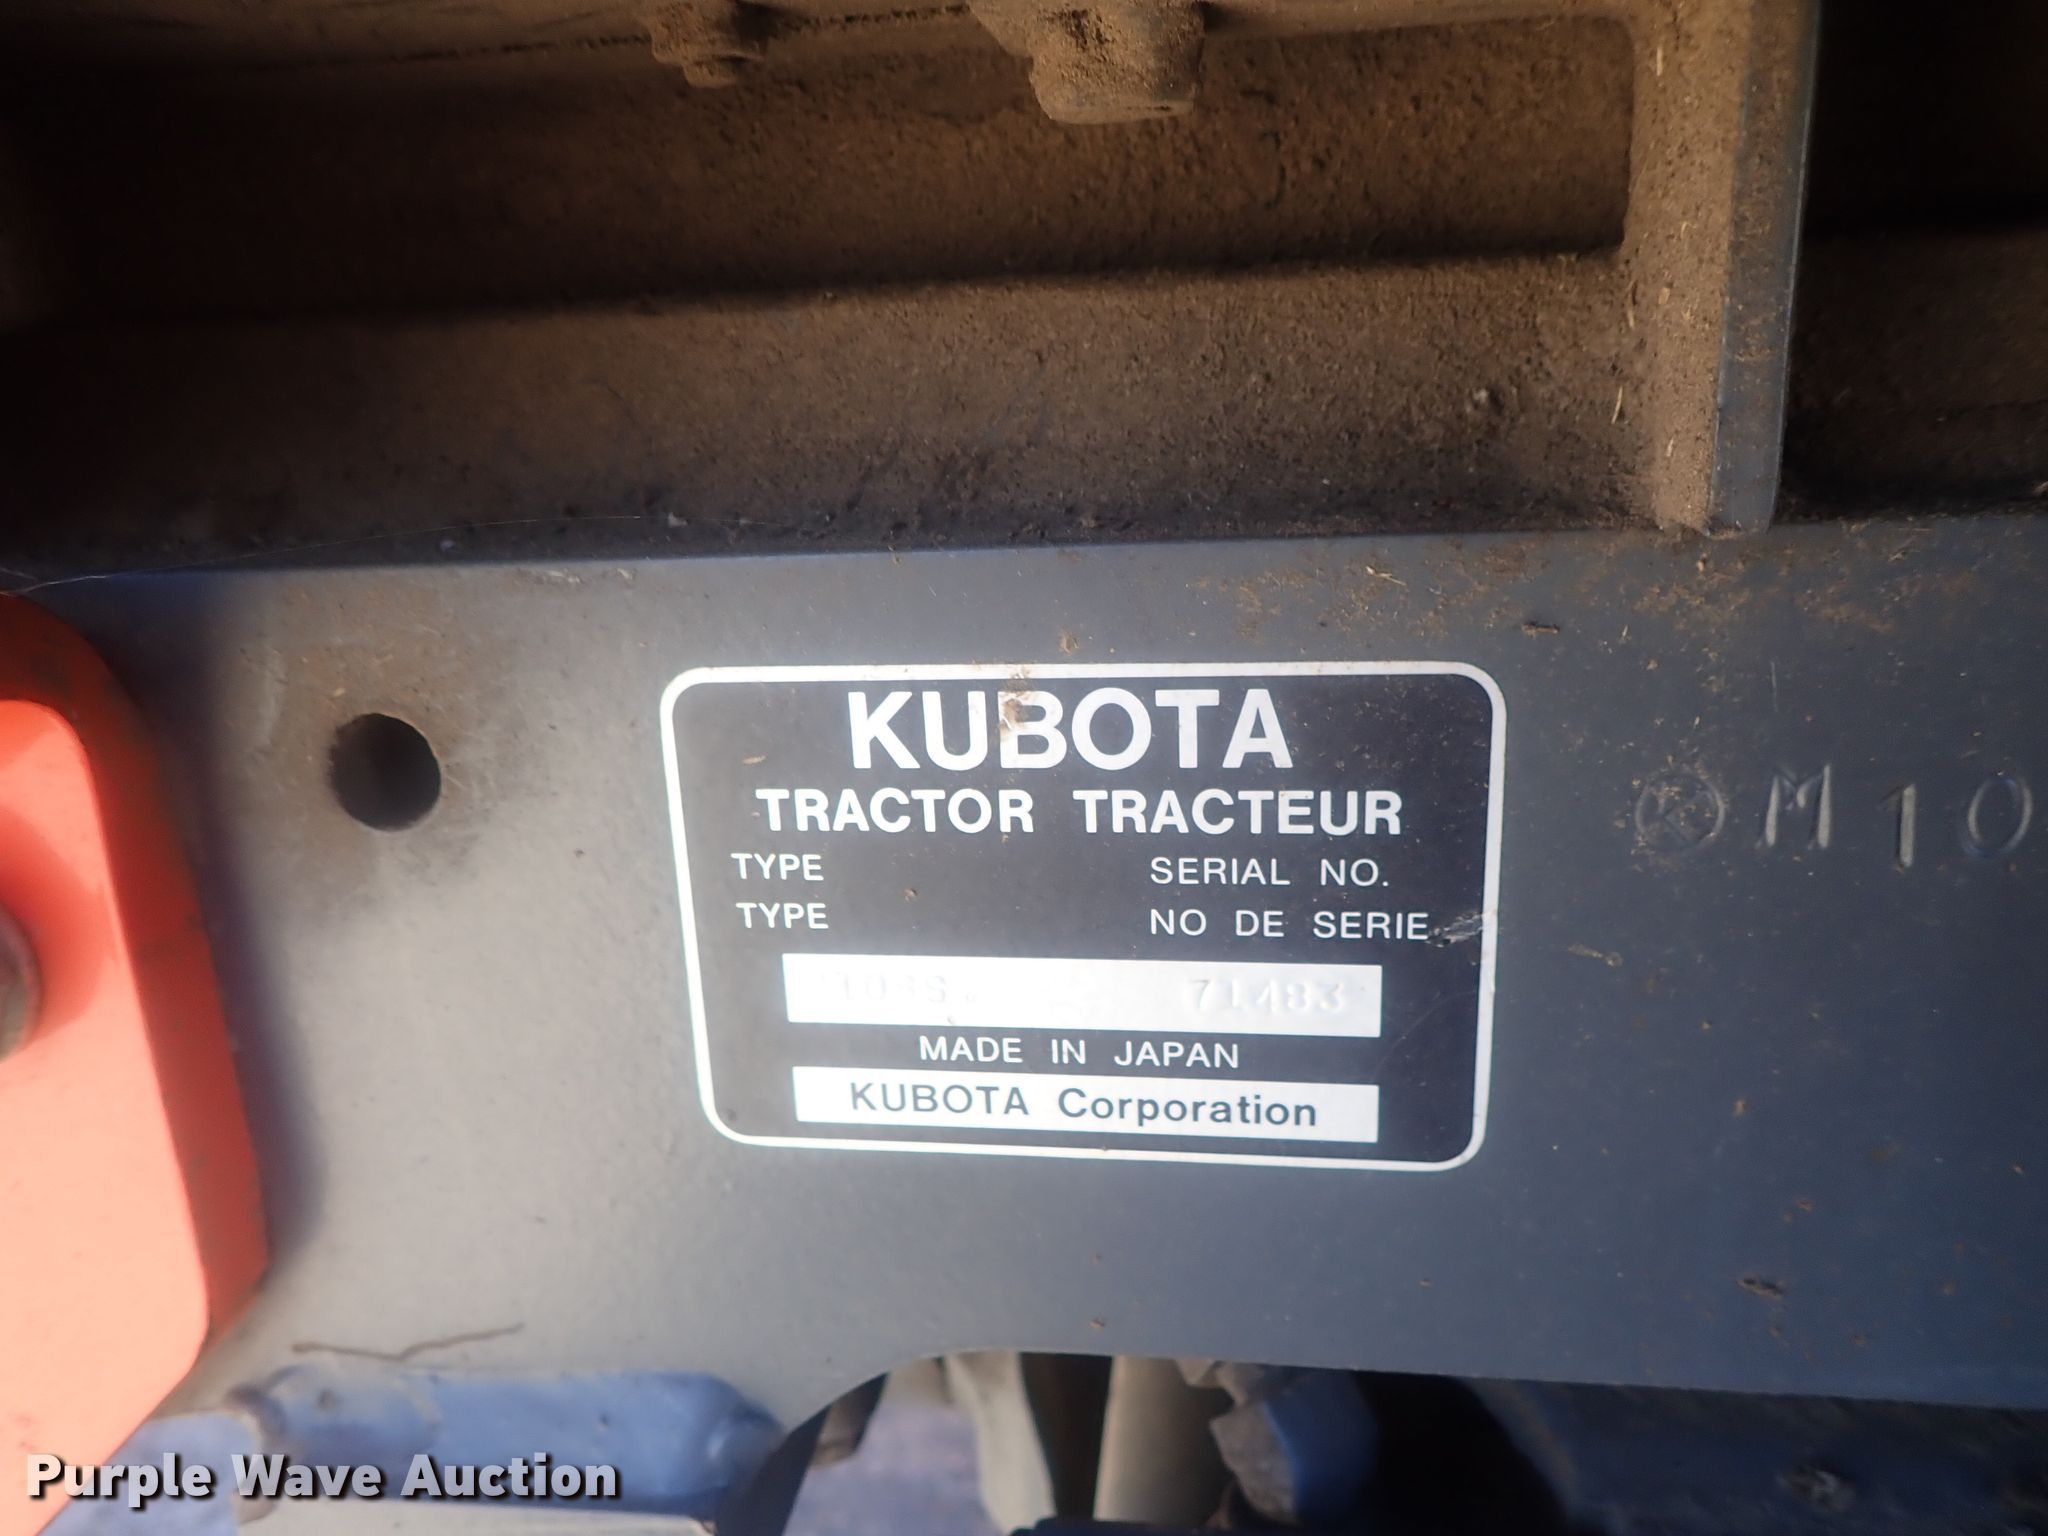 KUBOTA
TRACTOR TRACTEUR
TYPE SERIAL NO.
TYPE NO DE SERIE
71483
MADE IN JAPAN
KUBOTA Corporation
K M10
Purple Wave Auction